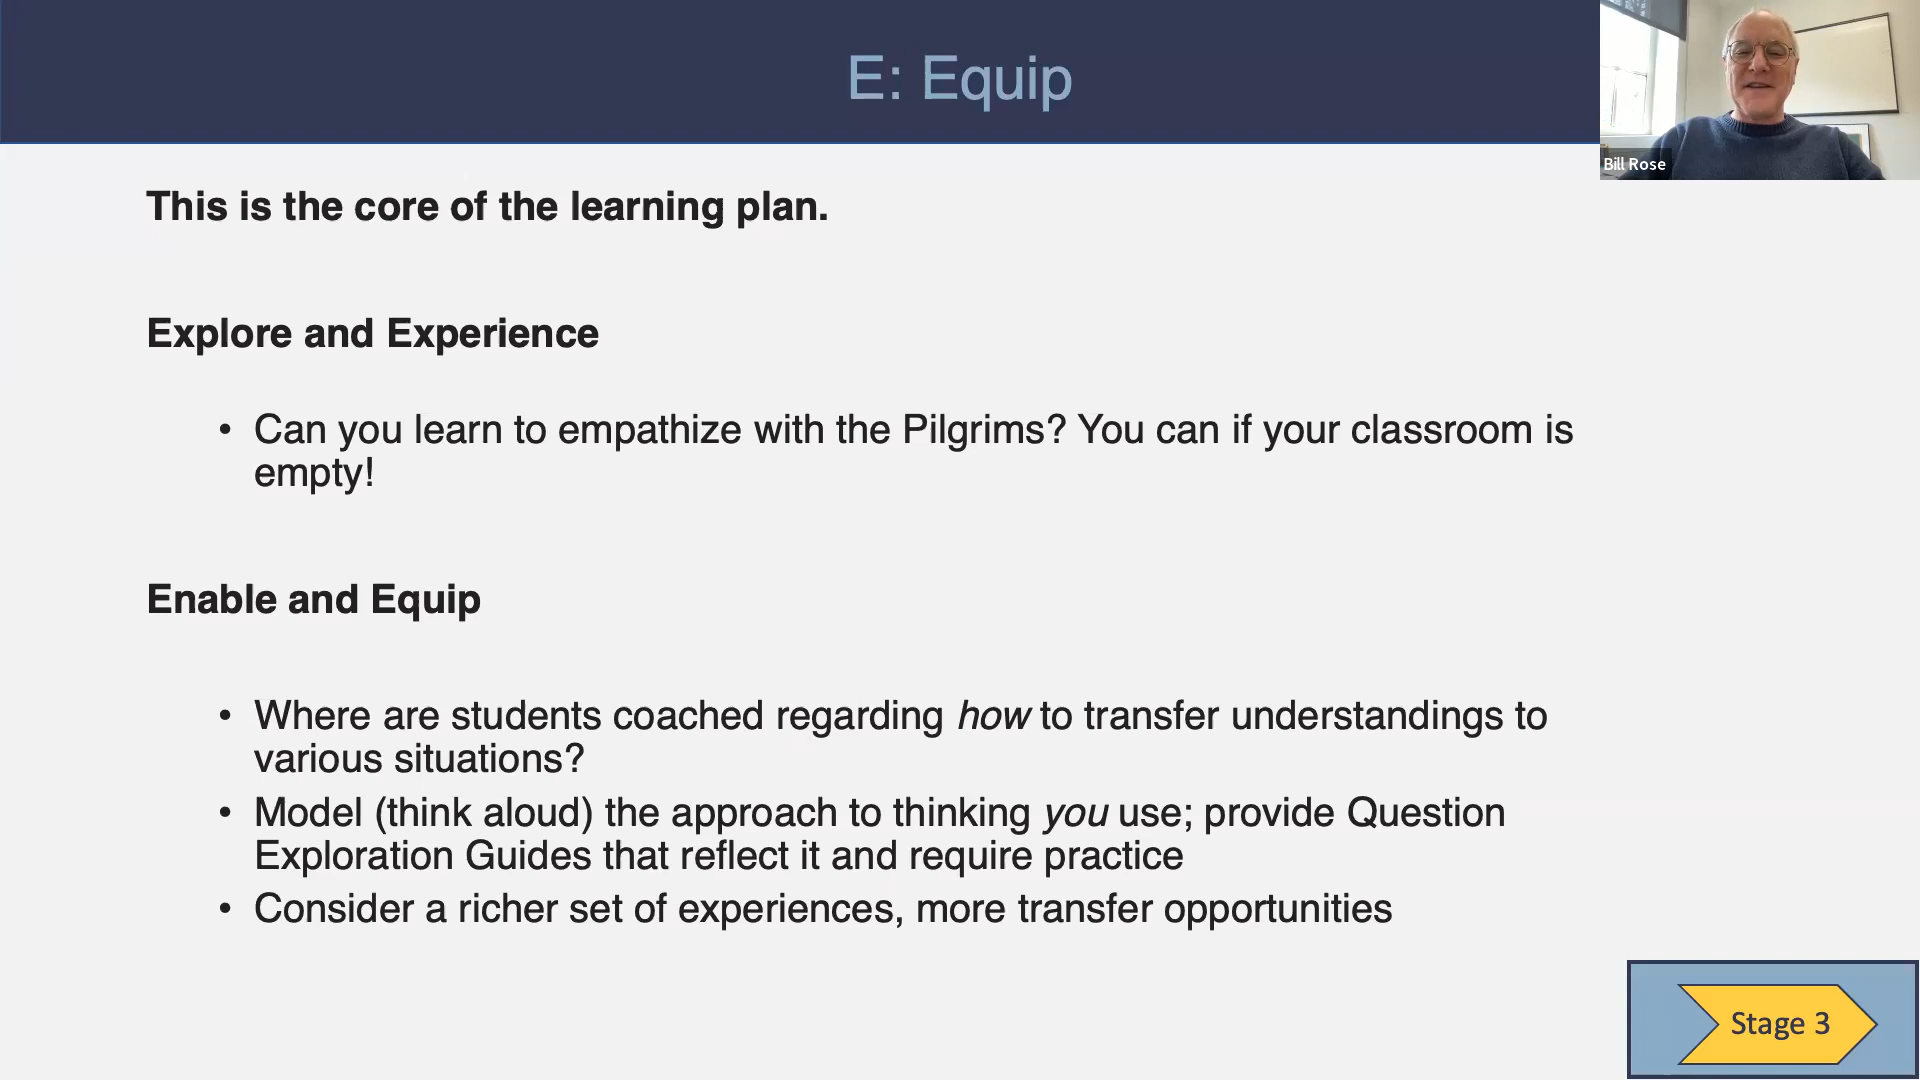 E: Equip
Bill Rose
This is the core of the learning plan.
Explore and Experience
• Can you learn to empathize with the Pilgrims? You can if your classroom is
empty!
Enable and Equip
• Where are students coached regarding how to transfer understandings to
various situations?
• Model (think aloud) the approach to thinking you use; provide Question
Exploration Guides that reflect it and require practice
• Consider a richer set of experiences, more transfer opportunities
Stage 3